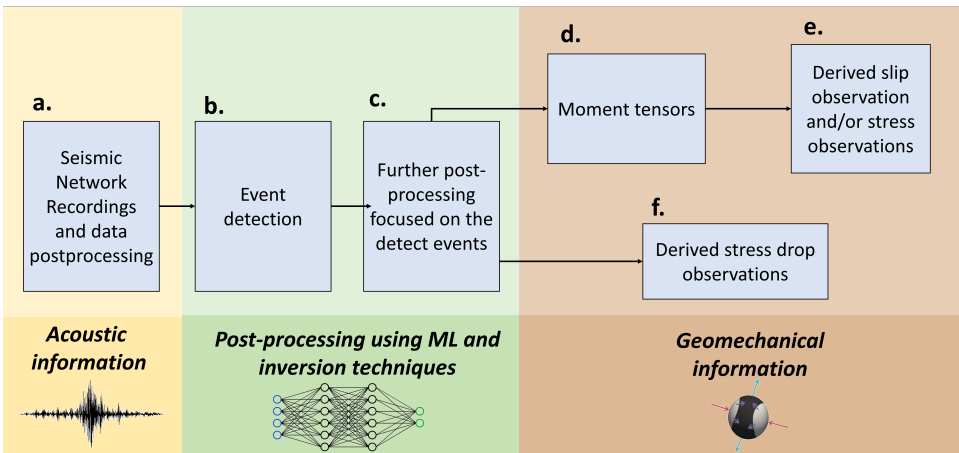 a.
Seismic
Network
Recordings
and data
postprocessing
b.
Event
detection
c.
Further post-
processing
focused on the
detect events
d.
Moment tensors
e.
Derived slip
observation
and/or stress
observations
f.
Derived stress drop
observations
Acoustic
information
Post-processing using ML and
inversion techniques
Geomechanical
information